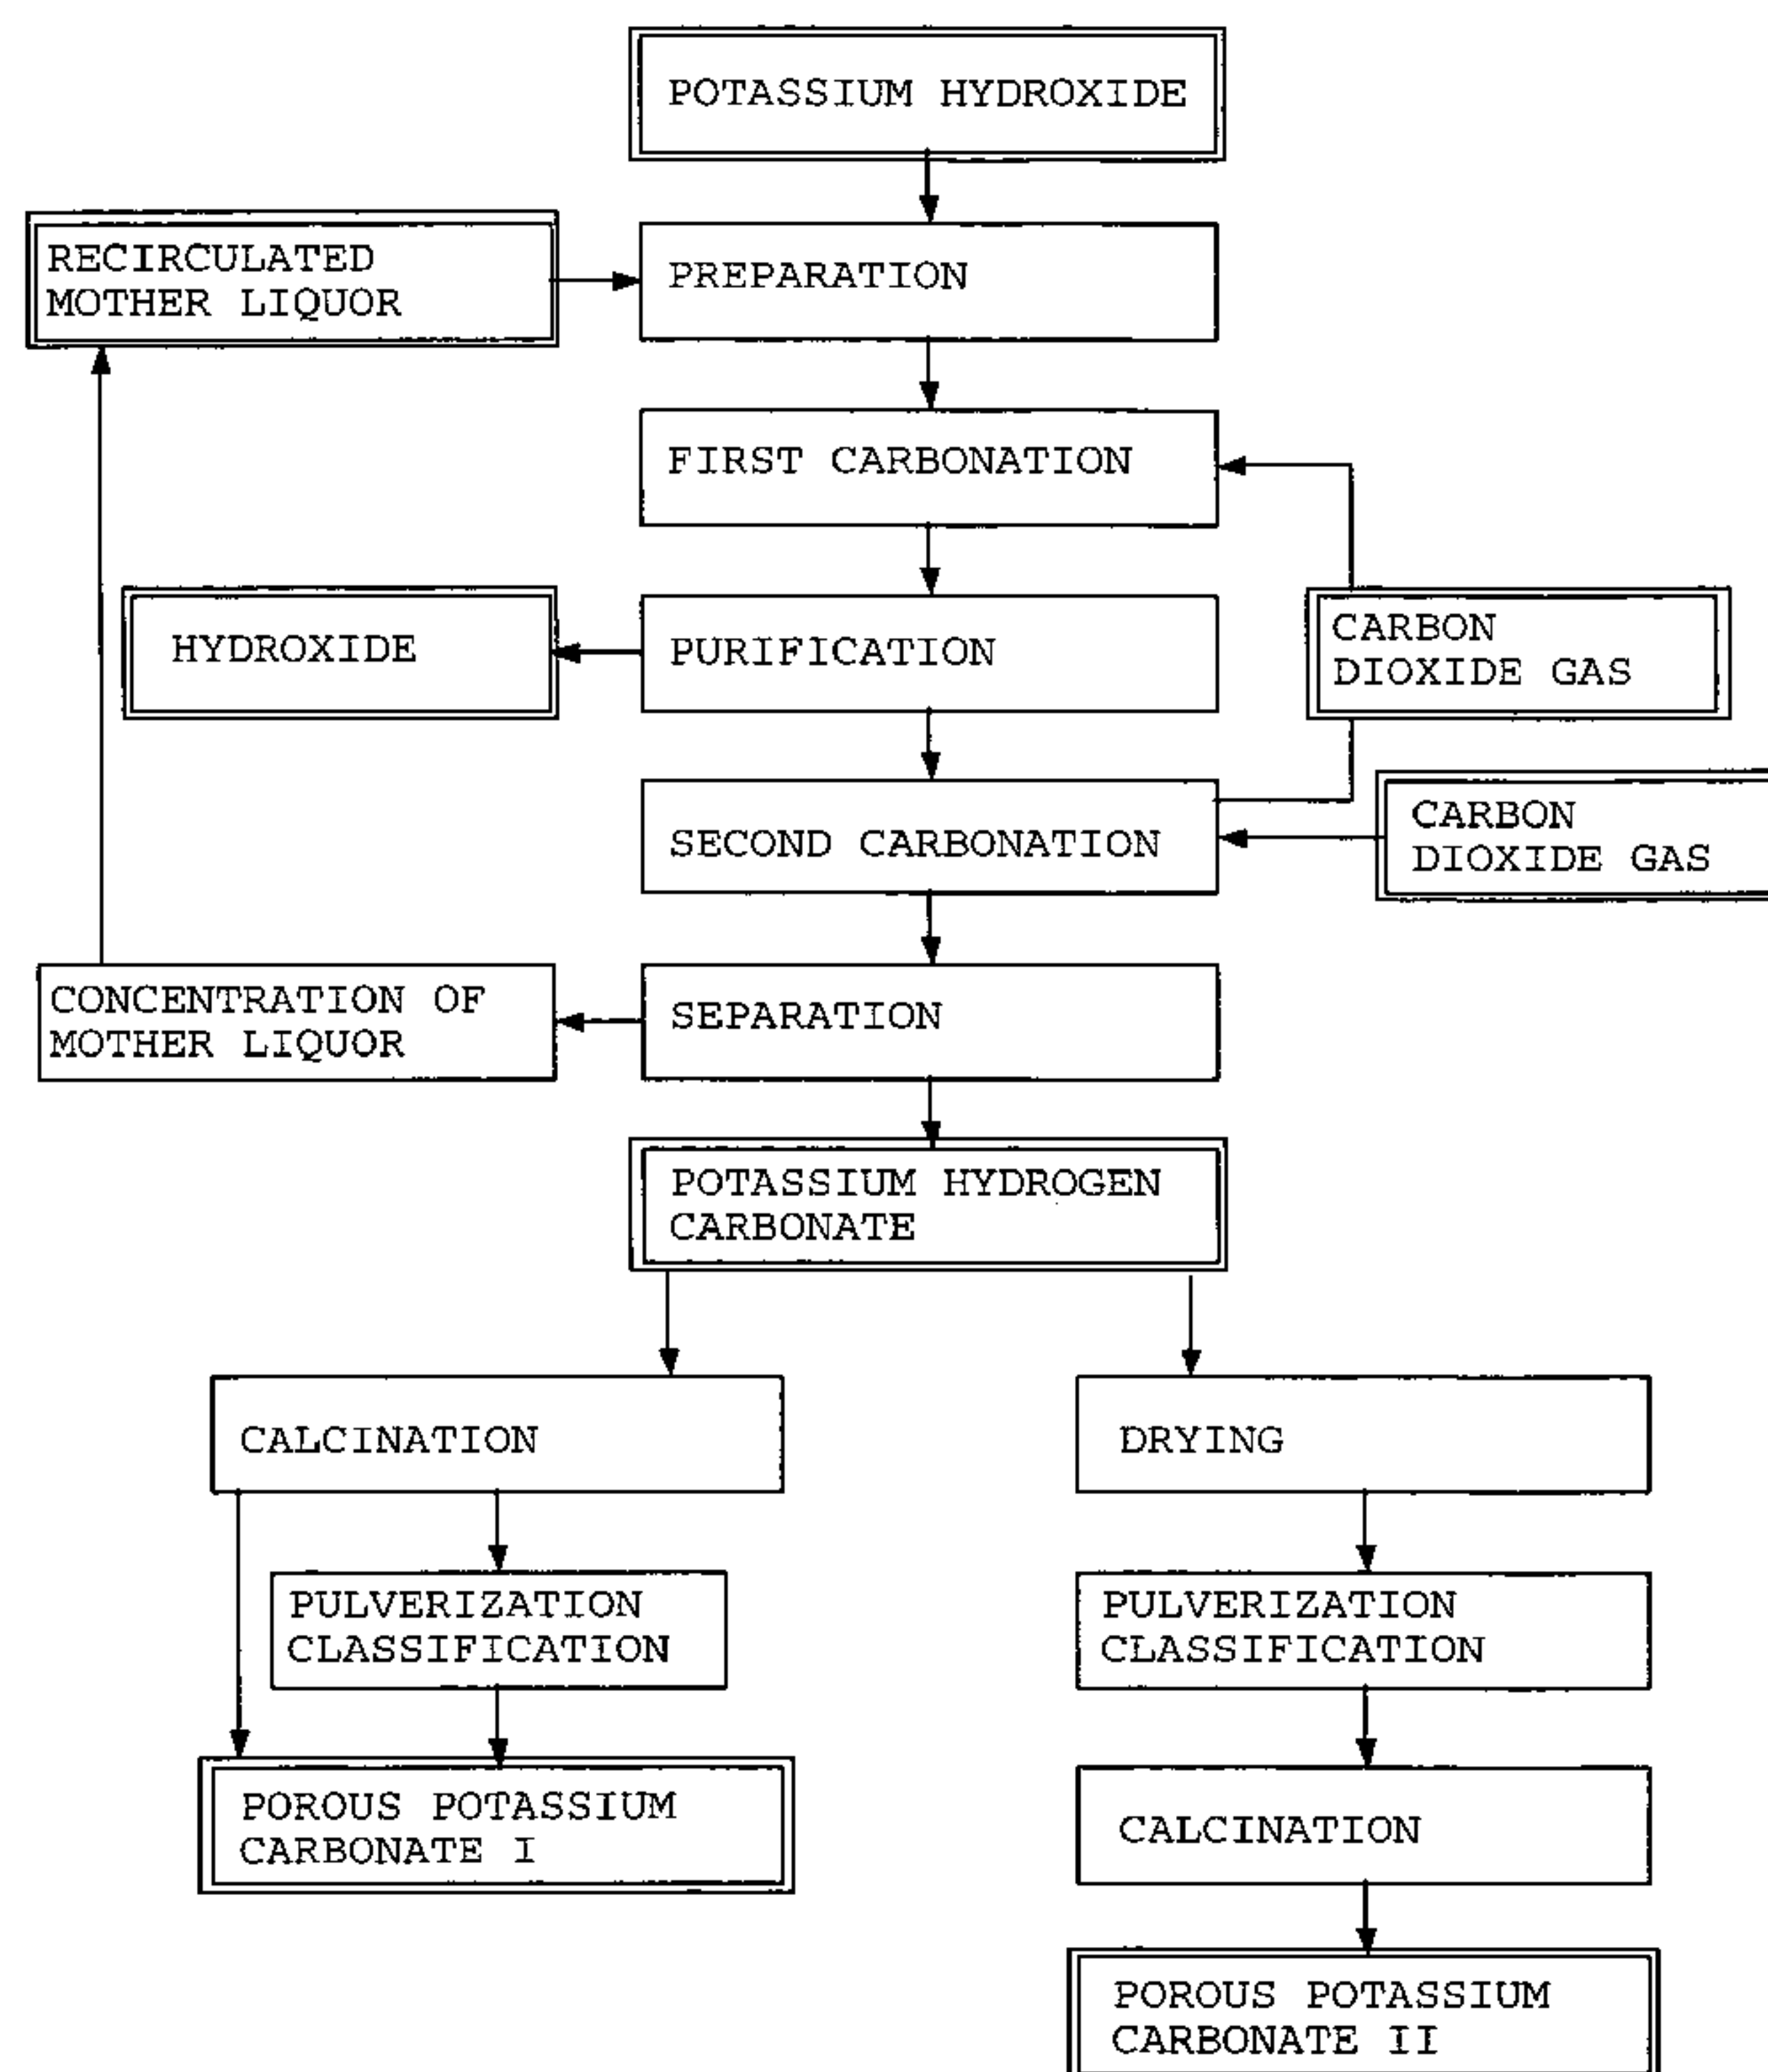 POTASSIUM HYDROXIDE
RECIRCULATED
MOTHER LIQUOR
PREPARATION
FIRST CARBONATION
HYDROXIDE
PURIFICATION
CARBON
DIOXIDE GAS
SECOND CARBONATION
CARBON
DIOXIDE GAS
CONCENTRATION OF
MOTHER LIQUOR
SEPARATION
POTASSIUM HYDROGEN
CARBONATE
CALCINATION
DRYING
PULVERIZATION
CLASSIFICATION
PULVERIZATION
CLASSIFICATION
POROUS POTASSIUM
CARBONATE I
CALCINATION
POROUS POTASSIUM
CARBONATE II